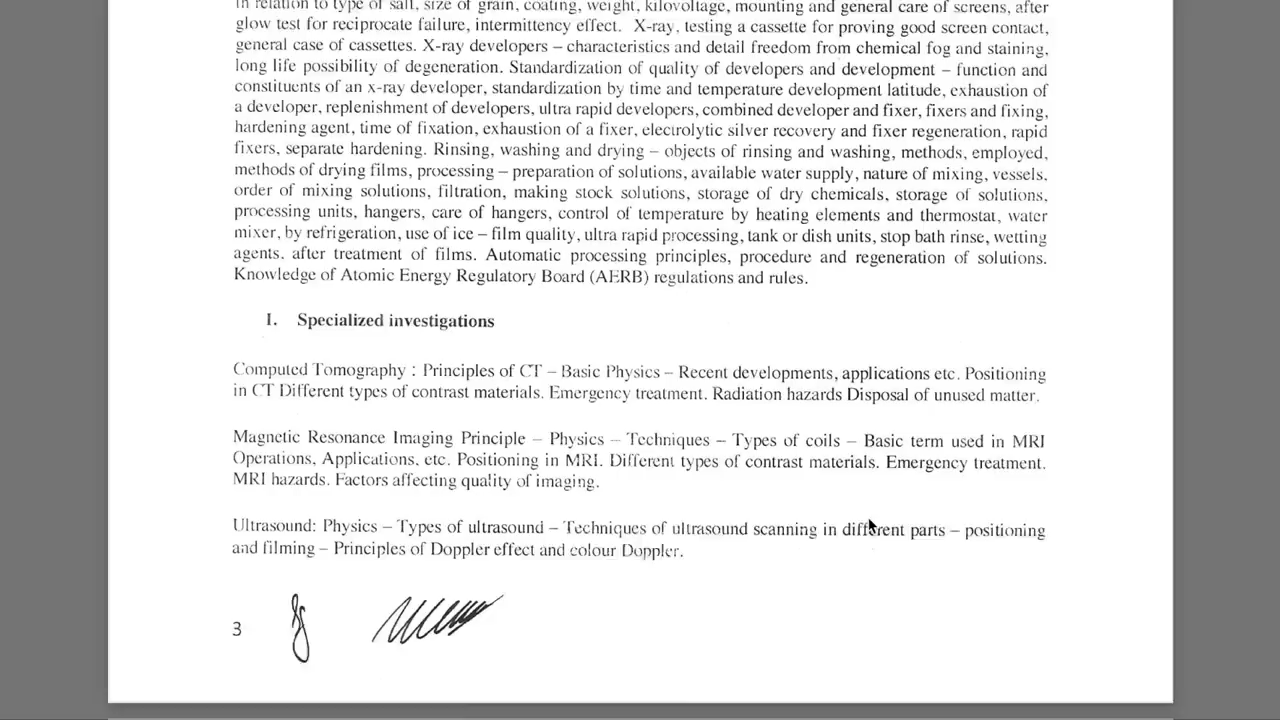 in relation to type of salt, size of grain, coating, weight, kilovoltage, mounting and general care of screens, after
glow test for reciprocate failure, intermittency effect. X-ray, testing a cassette for proving good screen contact,
general case of cassettes. X-ray developers – characteristics and detail freedom from chemical fog and staining,
long life possibility of degeneration. Standardization of quality of developers and development – function and
constituents of an x-ray developer, standardization by time and temperature development latitude, exhaustion of
a developer, replenishment of developers, ultra rapid developers, combined developer and fixer, fixers and fixing,
hardening agent, time of fixation, exhaustion of a fixer, electrolytic silver recovery and fixer regeneration, rapid
fixers, separate hardening. Rinsing, washing and drying – objects of rinsing and washing, methods, employed,
methods of drying films, processing – preparation of solutions, available water supply, nature of mixing, vessels,
order of mixing solutions, filtration, making stock solutions, storage of dry chemicals, storage of solutions,
processing units, hangers, care of hangers, control of temperature by heating elements and thermostat, water
mixer, by refrigeration, use of ice – film quality, ultra rapid processing, tank or dish units, stop bath rinse, wetting
agents, after treatment of films. Automatic processing principles, procedure and regeneration of solutions.
Knowledge of Atomic Energy Regulatory Board (AERB) regulations and rules.
I. Specialized investigations
Computed Tomography : Principles of CT – Basic Physics – Recent developments, applications etc. Positioning
in CT Different types of contrast materials. Emergency treatment. Radiation hazards Disposal of unused matter.
Magnetic Resonance Imaging Principle – Physics – Techniques – Types of coils – Basic term used in MRI
Operations, Applications, etc. Positioning in MRI. Different types of contrast materials. Emergency treatment.
MRI hazards. Factors affecting quality of imaging.
Ultrasound: Physics – Types of ultrasound – Techniques of ultrasound scanning in different parts – positioning
and filming – Principles of Doppler effect and colour Doppler.
3